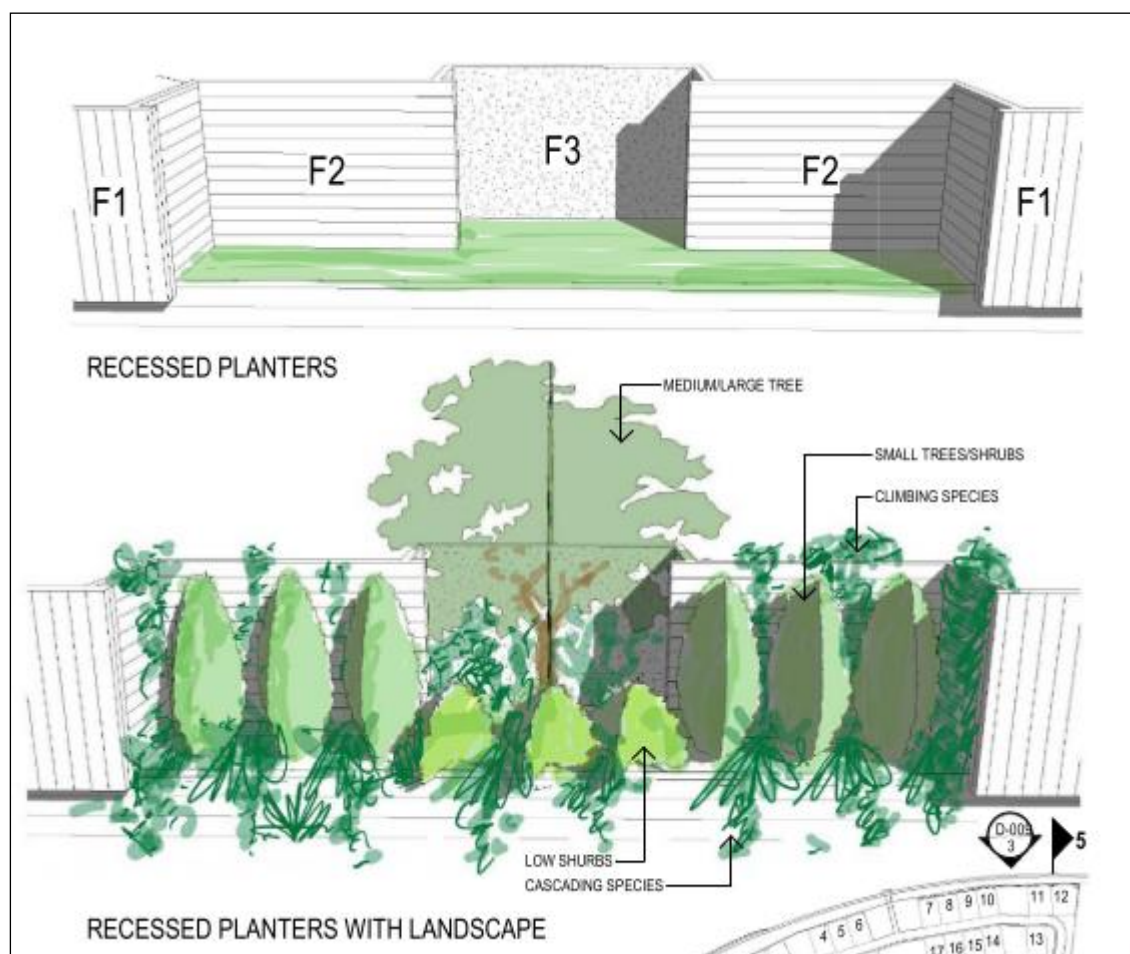 F1 F2 F3 F2 F1
RECESSED PLANTERS
MEDIUM/LARGE TREE
SMALL TREES/SHRUBS
CLIMBING SPECIES
LOW SHURBS
CASCADING SPECIES
D-009
3
5
RECESSED PLANTERS WITH LANDSCAPE
4 5 6 7 8 9 10 11 12
17 16 15 14 13